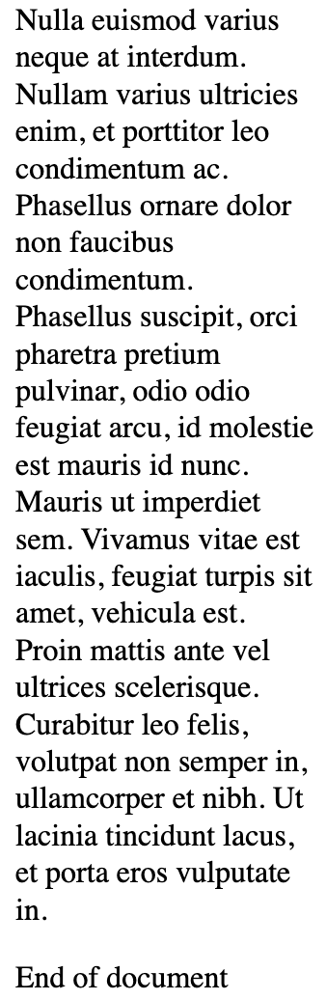 Nulla euismod varius
neque at interdum.
Nullam varius ultricies
enim, et porttitor leo
condimentum ac.
Phasellus ornare dolor
non faucibus
condimentum.
Phasellus suscipit, orci
pharetra pretium
pulvinar, odio odio
feugiat arcu, id molestie
est mauris id nunc.
Mauris ut imperdiet
sem. Vivamus vitae est
iaculis, feugiat turpis sit
amet, vehicula est.
Proin mattis ante vel
ultrices scelerisque.
Curabitur leo felis,
volutpat non semper in,
ullamcorper et nibh. Ut
lacinia tincidunt lacus,
et porta eros vulputate
in.
End of document